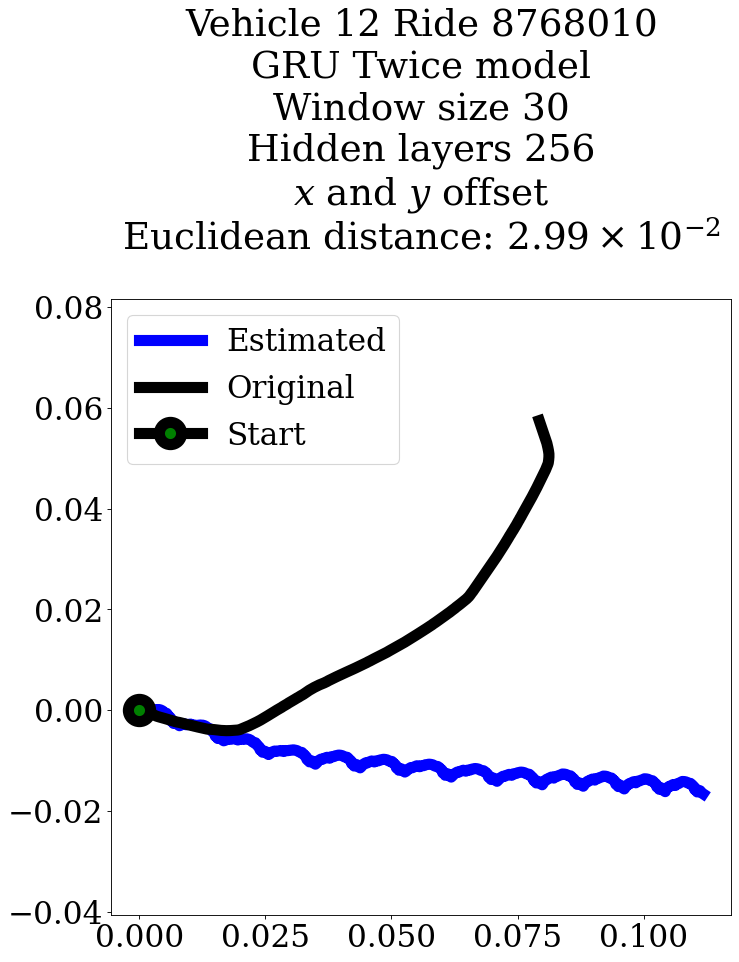 Vehicle 12 Ride 8768010
GRU Twice model
Window size 30
Hidden layers 256
x and y offset
Euclidean distance: 2.99 × 10⁻²
0.08
0.06
0.04
0.02
0.00
−0.02
−0.04
Estimated
Original
Start
0.000 0.025 0.050 0.075 0.100